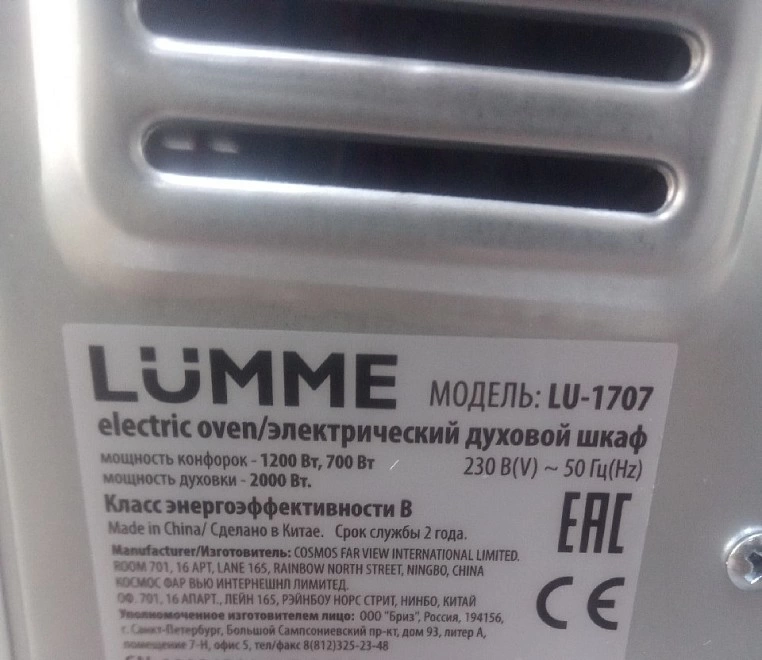 LÜMME МОДЕЛЬ: LU-1707
electric oven/электрический духовой шкаф
мощность конфорок - 1200 Вт, 700 Вт 230 В(V) ~ 50 Гц(Hz)
мощность духовки - 2000 Вт.
Класс энергоэффективности В
EAC
Made in China/ Сделано в Китае. Срок службы 2 года.
Manufacturer/Изготовитель: COSMOS FAR VIEW INTERNATIONAL LIMITED.
ROOM 701, 16 APT, LANE 165, RAINBOW NORTH STREET, NINGBO, CHINA
КОСМОС ФАР ВЬЮ ИНТЕРНЕШНЛ ЛИМИТЕД.
CE
ОФ. 701, 16 АПАРТ., ЛЕЙН 165, РЭЙНБОУ НОРС СТРИТ, НИНБО, КИТАЙ
Уполномоченное изготовителем лицо: ООО "Бриз", Россия, 194156,
г. Санкт-Петербург, Большой Сампсониевский пр-кт, дом 93, литер А,
помещение 7-Н, офис 5, тел/факс 8(812)325-23-48